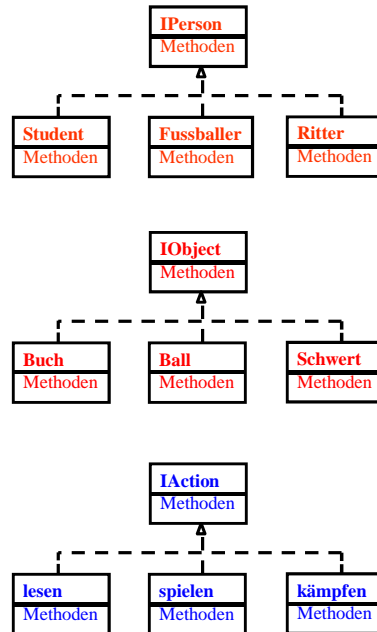 IPerson
Methoden
Student
Methoden
Fussballer
Methoden
Ritter
Methoden
IObject
Methoden
Buch
Methoden
Ball
Methoden
Schwert
Methoden
IAction
Methoden
lesen
Methoden
spielen
Methoden
kämpfen
Methoden